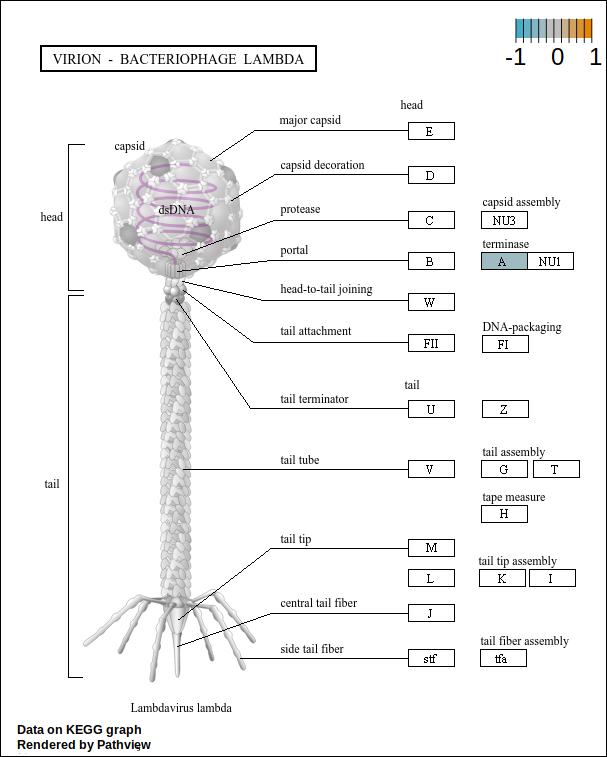 -1 0 1
VIRION - BACTERIOPHAGE LAMBDA
head
major capsid E
capsid
capsid decoration D
protease C
capsid assembly
NU3
dsDNA
head
portal B
terminase
A NU1
head-to-tail joining W
tail attachment FII
DNA-packaging
FI
tail
tail terminator U Z
tail tube V
tail assembly
G T
tail
tape measure
H
tail tip M
L
tail tip assembly
K I
central tail fiber J
side tail fiber stf
tail fiber assembly
tfa
Lambdavirus lambda
Data on KEGG graph
Rendered by Pathview